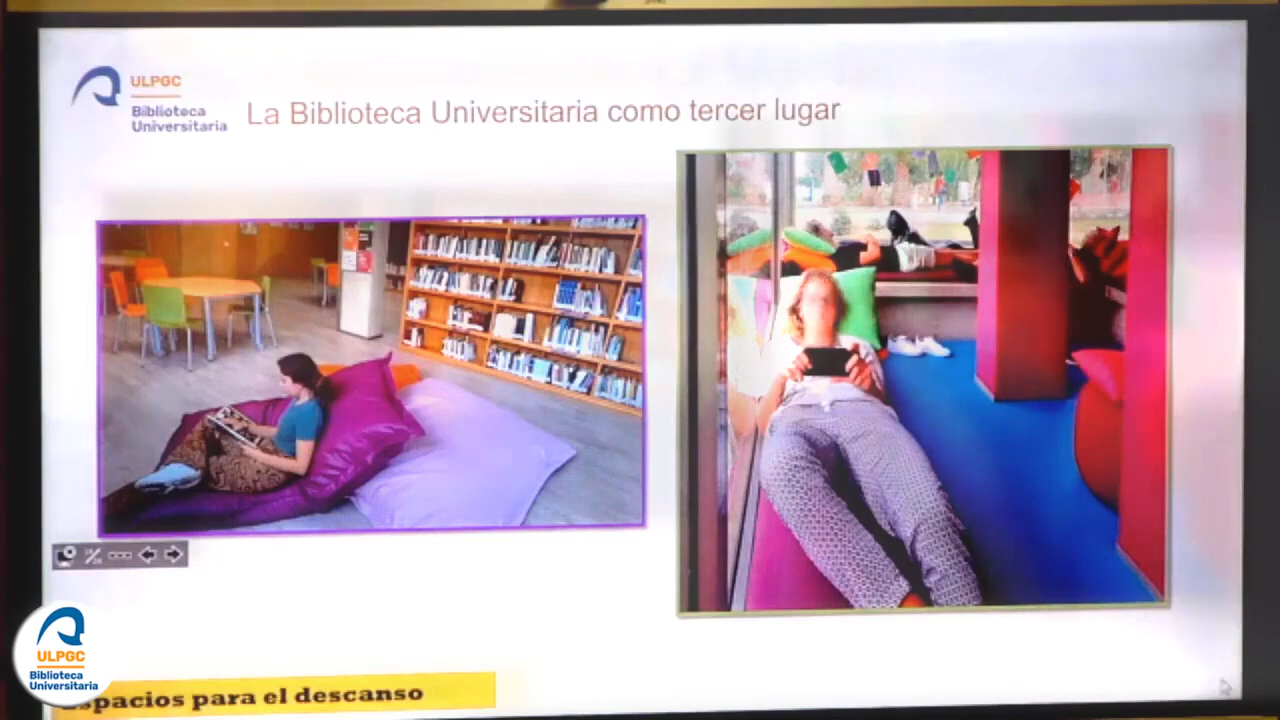 ULPGC
Biblioteca
Universitaria
La Biblioteca Universitaria como tercer lugar
ULPGC
Biblioteca
Universitaria
spacios para el descanso